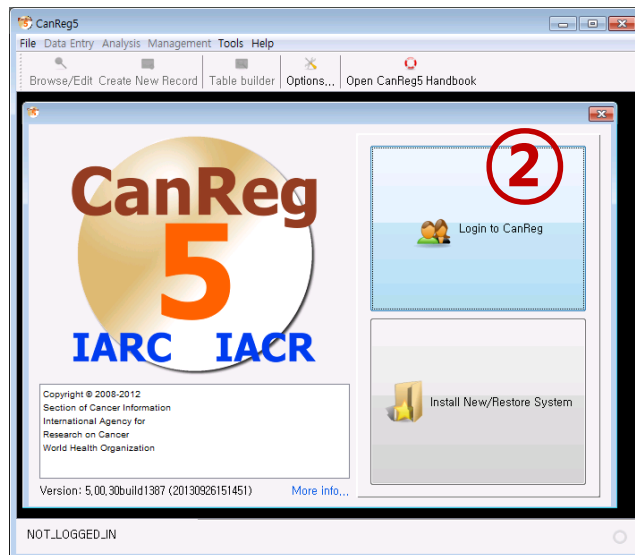 CanReg5
File Data Entry Analysis Management Tools Help
Browse/Edit Create New Record Table builder Options... Open CanReg5 Handbook
CanReg
5
IARC IACR
②
Login to CanReg
Install New/Restore System
Copyright © 2008-2012
Section of Cancer Information
International Agency for
Research on Cancer
World Health Organization
Version: 5,00,30build1387 (20130926151451) More info,,,
NOT_LOGGED_IN